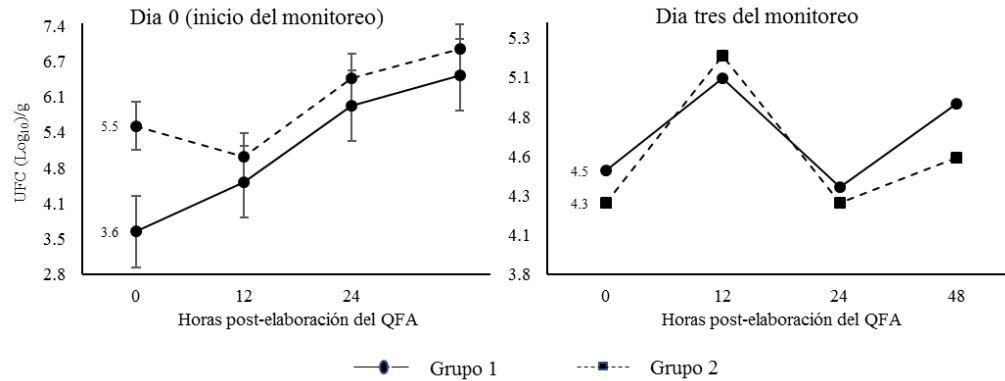 Dia 0 (inicio del monitoreo)
7.4
6.7
6.1
5.4
4.8
4.1
3.5
2.8
UFC (Log₁₀)/g
5.5
3.6
0 12 24
Horas post-elaboración del QFA
Dia tres del monitoreo
5.3
5.1
4.8
4.6
4.3
4.1
3.8
4.5
4.3
0 12 24 48
Horas post-elaboración del QFA
Grupo 1 Grupo 2